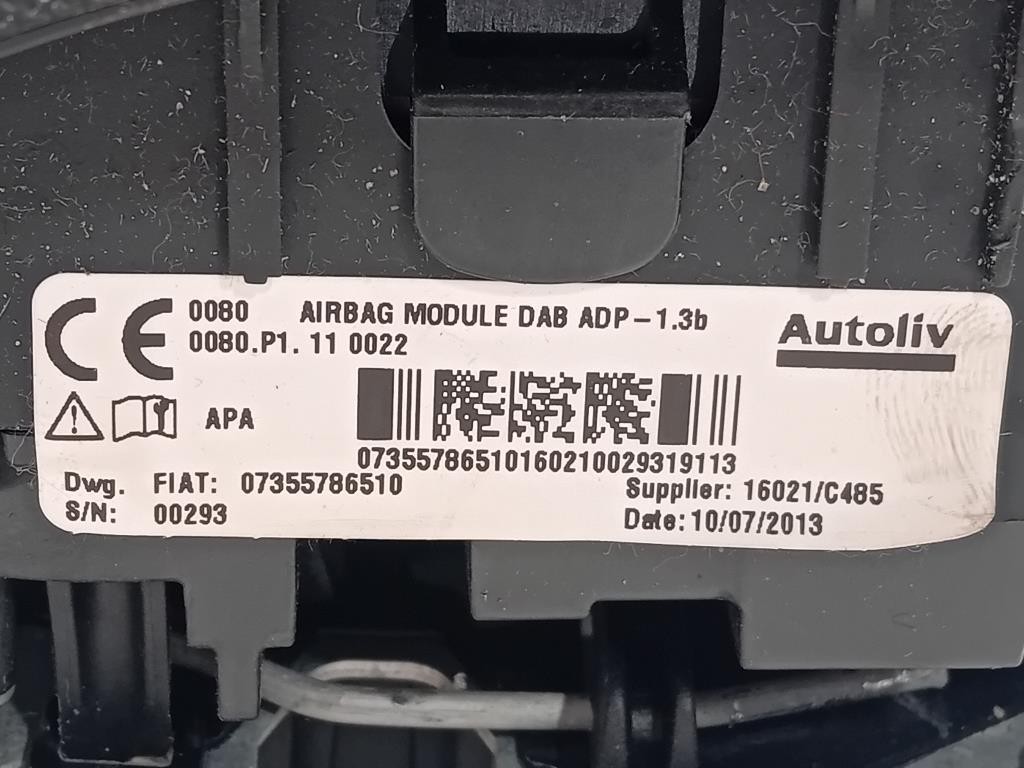 CE 0080 AIRBAG MODULE DAB ADP-1.3b
0080.P1. 11 0022
Autoliv
APA
07355786510160210029319113
Dwg. FIAT: 07355786510
S/N: 00293
Supplier: 16021/C485
Date: 10/07/2013